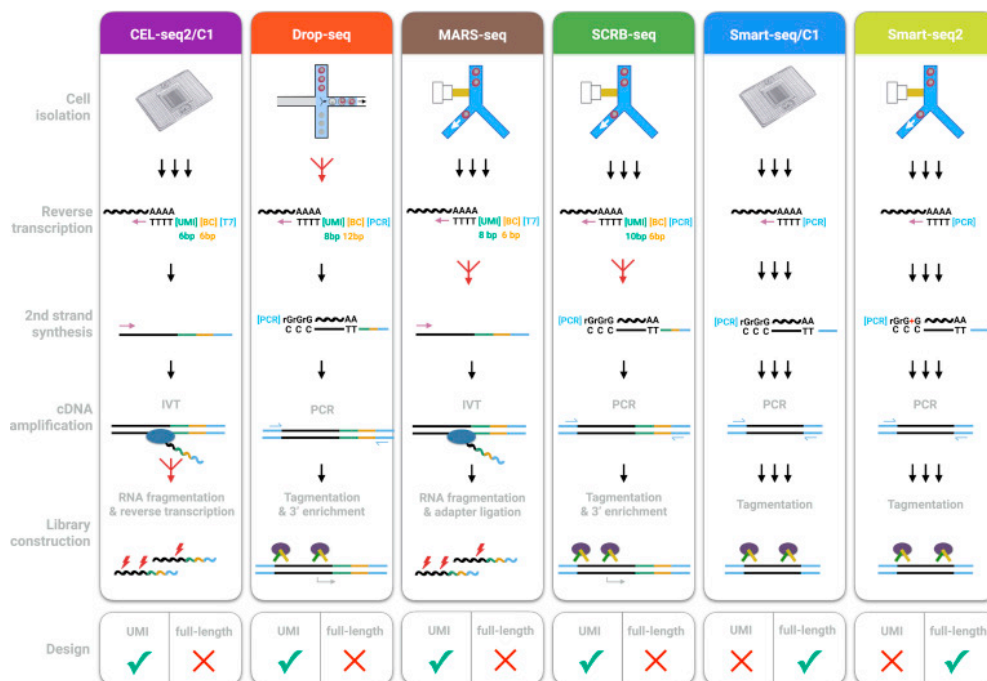 CEL-seq2/C1
Drop-seq
MARS-seq
SCRB-seq
Smart-seq/C1
Smart-seq2
Cell
isolation
Reverse
transcription
AAAA
TTTT [UMI] [BC] [T7]
6bp 6bp
AAAA
TTTT [UMI] [BC] [PCR]
8bp 12bp
AAAA
TTTT [UMI] [BC] [T7]
8 bp 6 bp
AAAA
TTTT [UMI] [BC] [PCR]
10bp 6bp
AAAA
TTTT [PCR]
AAAA
TTTT [PCR]
2nd strand
synthesis
[PCR] rGrGrG AA
C C C TT
[PCR] rGrGrG AA
C C C TT
[PCR] rGrGrG AA
C C C TT
[PCR] rGrG+G AA
C C C TT
cDNA
amplification
IVT
PCR
IVT
PCR
PCR
PCR
Library
construction
RNA fragmentation
& reverse transcription
Tagmentation
& 3' enrichment
RNA fragmentation
& adapter ligation
Tagmentation
& 3' enrichment
Tagmentation
Tagmentation
Design
UMI full-length
UMI full-length
UMI full-length
UMI full-length
UMI full-length
UMI full-length